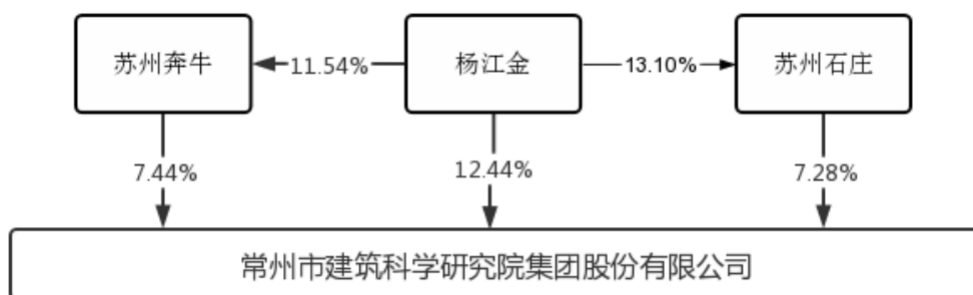 苏州奔牛
11.54%
杨江金
13.10%
苏州石庄
7.44%
12.44%
7.28%
常州市建筑科学研究院集团股份有限公司